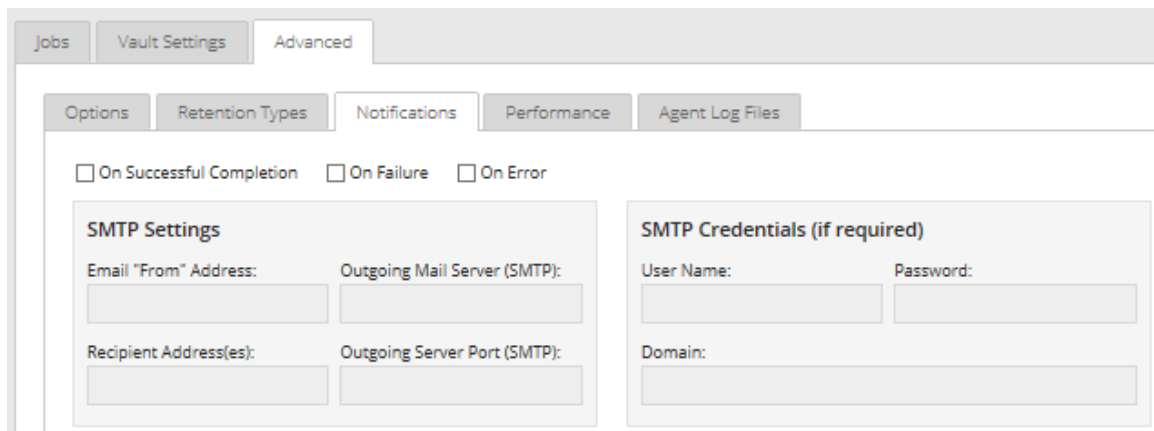 Jobs Vault Settings Advanced
Options Retention Types Notifications Performance Agent Log Files
On Successful Completion On Failure On Error
SMTP Settings
Email "From" Address: Outgoing Mail Server (SMTP):
Recipient Address(es): Outgoing Server Port (SMTP):
SMTP Credentials (if required)
User Name: Password:
Domain: